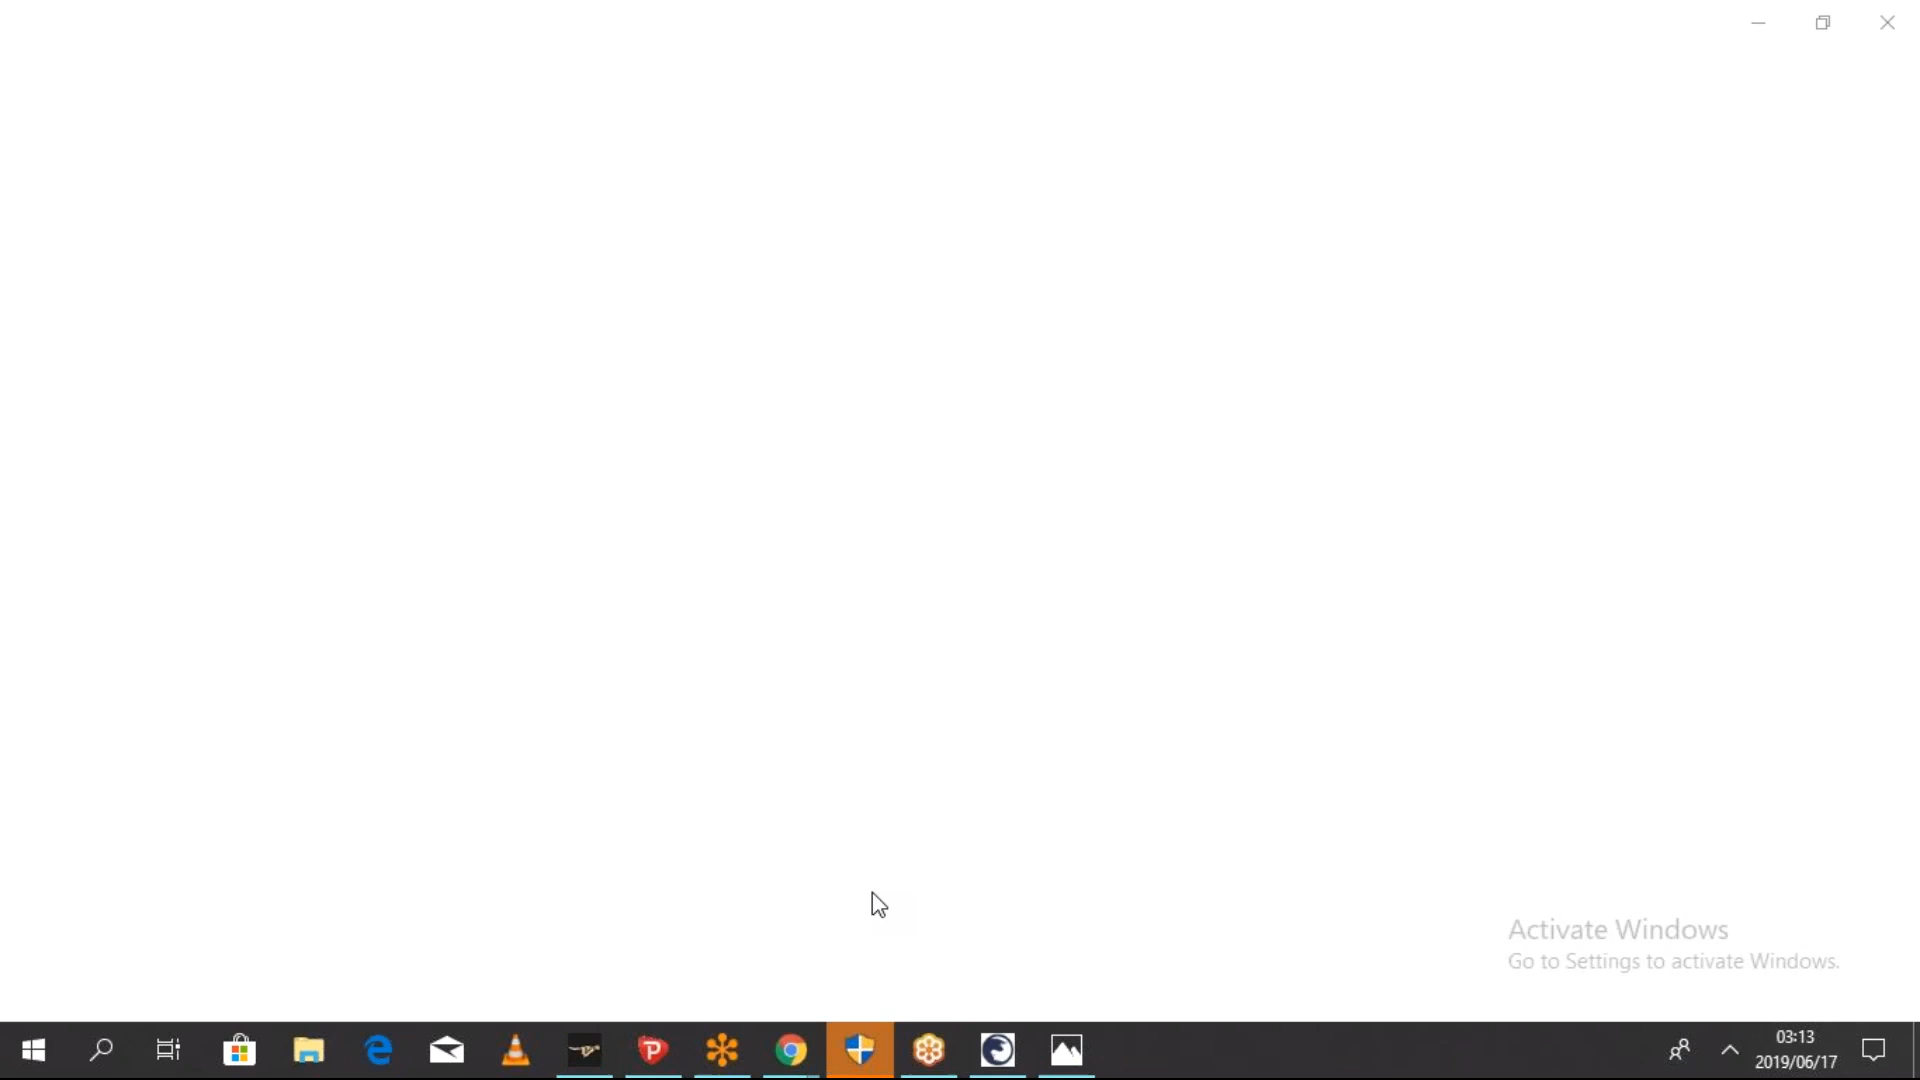 Activate Windows
Go to Settings to activate Windows.
03:13
2019/06/17